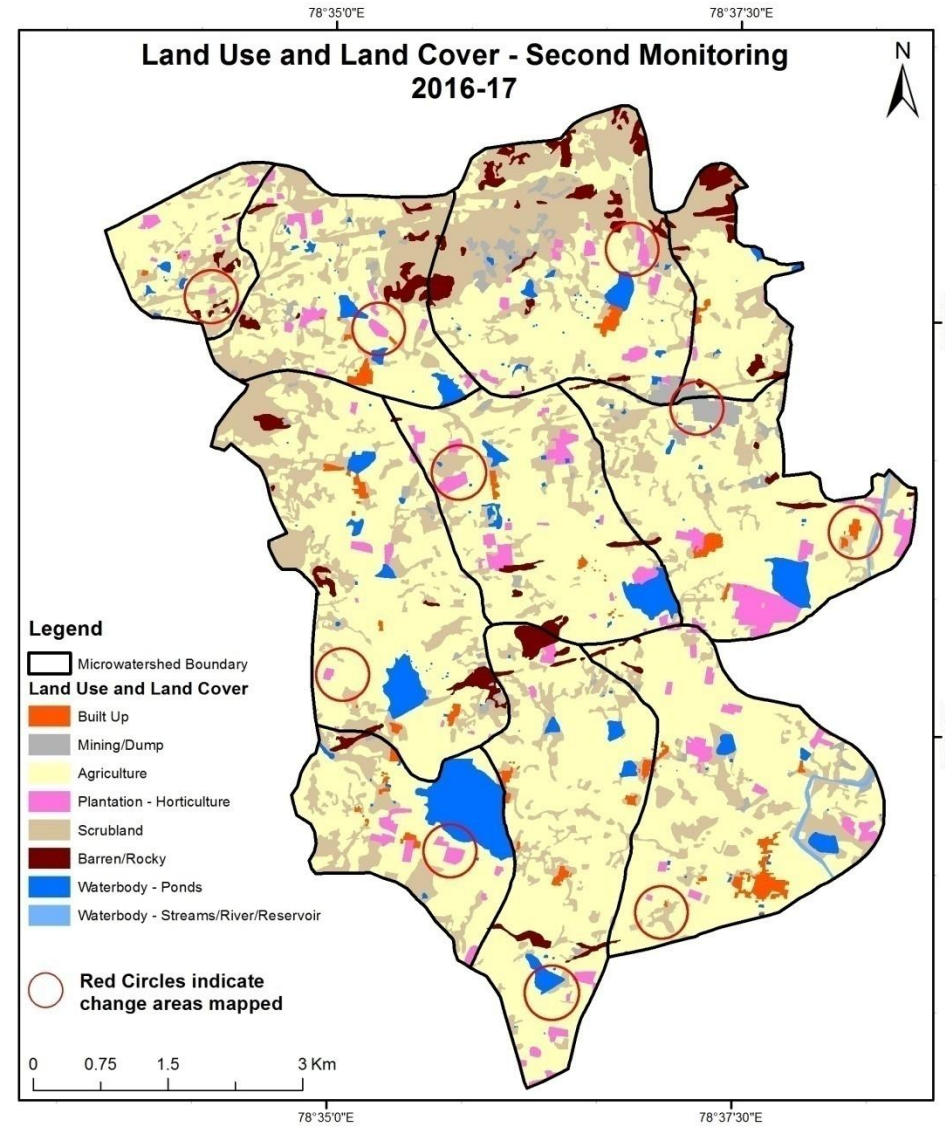 78°35'0"E
78°37'30"E
Land Use and Land Cover - Second Monitoring
2016-17
N
Legend
Microwatershed Boundary
Land Use and Land Cover
Built Up
Mining/Dump
Agriculture
Plantation - Horticulture
Scrubland
Barren/Rocky
Waterbody - Ponds
Waterbody - Streams/River/Reservoir
Red Circles indicate
change areas mapped
0 0.75 1.5 3 Km
78°35'0"E
78°37'30"E